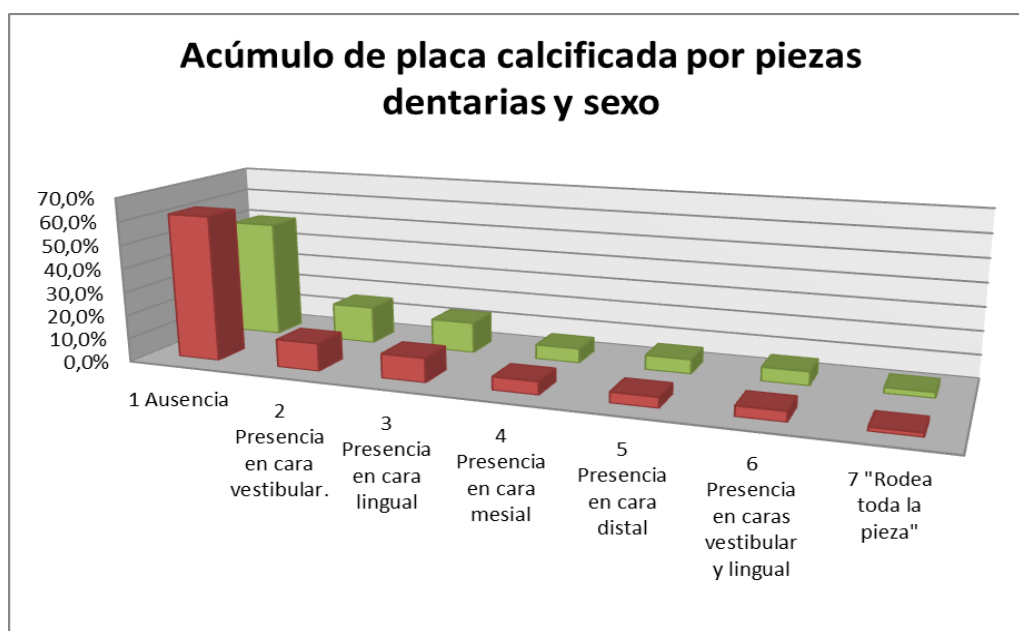 Acúmulo de placa calcificada por piezas
dentarias y sexo
70,0%
60,0%
50,0%
40,0%
30,0%
20,0%
10,0%
0,0%
1 Ausencia
2
Presencia
en cara
vestibular.
3
Presencia
en cara
lingual
4
Presencia
en cara
mesial
5
Presencia
en cara
distal
6
Presencia
en caras
vestibular
y lingual
7 "Rodea
toda la
pieza"